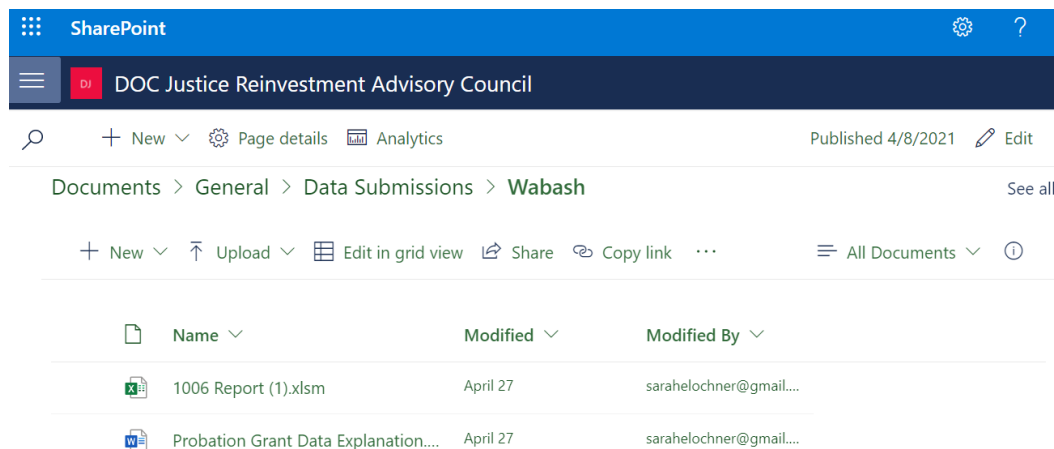 SharePoint ?
DJ DOC Justice Reinvestment Advisory Council
New Page details Analytics Published 4/8/2021 Edit
Documents > General > Data Submissions > Wabash See all
New Upload Edit in grid view Share Copy link ··· All Documents
Name Modified Modified By
1006 Report (1).xlsm April 27 sarahelochner@gmail....
Probation Grant Data Explanation.... April 27 sarahelochner@gmail....